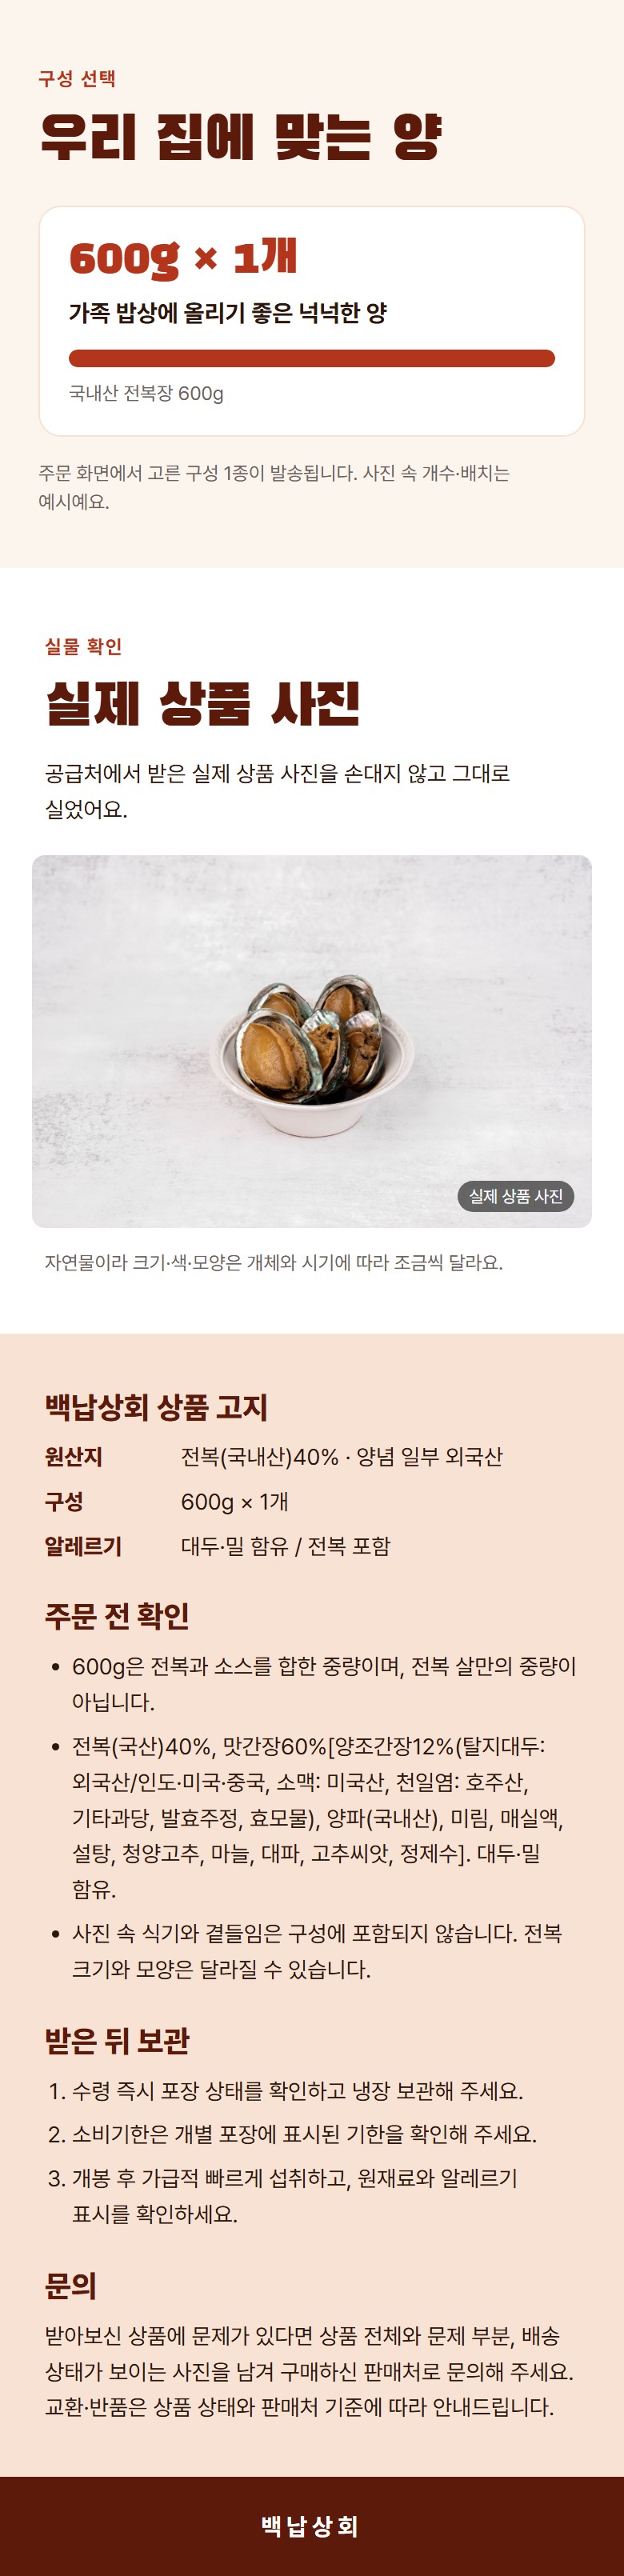 구성 선택
우리 집에 맞는 양
600g × 1개
가족 밥상에 올리기 좋은 넉넉한 양
국내산 전복장 600g
주문 화면에서 고른 구성 1종이 발송됩니다. 사진 속 개수·배치는
예시예요.
실물 확인
실제 상품 사진
공급처에서 받은 실제 상품 사진을 손대지 않고 그대로
실었어요.
실제 상품 사진
자연물이라 크기·색·모양은 개체와 시기에 따라 조금씩 달라요.
백납상회 상품 고지
원산지 전복(국내산)40% · 양념 일부 외국산
구성 600g × 1개
알레르기 대두·밀 함유 / 전복 포함
주문 전 확인
• 600g은 전복과 소스를 합한 중량이며, 전복 살만의 중량이
아닙니다.
• 전복(국산)40%, 맛간장60%[양조간장12%(탈지대두:
외국산/인도·미국·중국, 소맥: 미국산, 천일염: 호주산,
기타과당, 발효주정, 효모물), 양파(국내산), 미림, 매실액,
설탕, 청양고추, 마늘, 대파, 고추씨앗, 정제수]. 대두·밀
함유.
• 사진 속 식기와 곁들임은 구성에 포함되지 않습니다. 전복
크기와 모양은 달라질 수 있습니다.
받은 뒤 보관
1. 수령 즉시 포장 상태를 확인하고 냉장 보관해 주세요.
2. 소비기한은 개별 포장에 표시된 기한을 확인해 주세요.
3. 개봉 후 가급적 빠르게 섭취하고, 원재료와 알레르기
표시를 확인하세요.
문의
받아보신 상품에 문제가 있다면 상품 전체와 문제 부분, 배송
상태가 보이는 사진을 남겨 구매하신 판매처로 문의해 주세요.
교환·반품은 상품 상태와 판매처 기준에 따라 안내드립니다.
백납상회